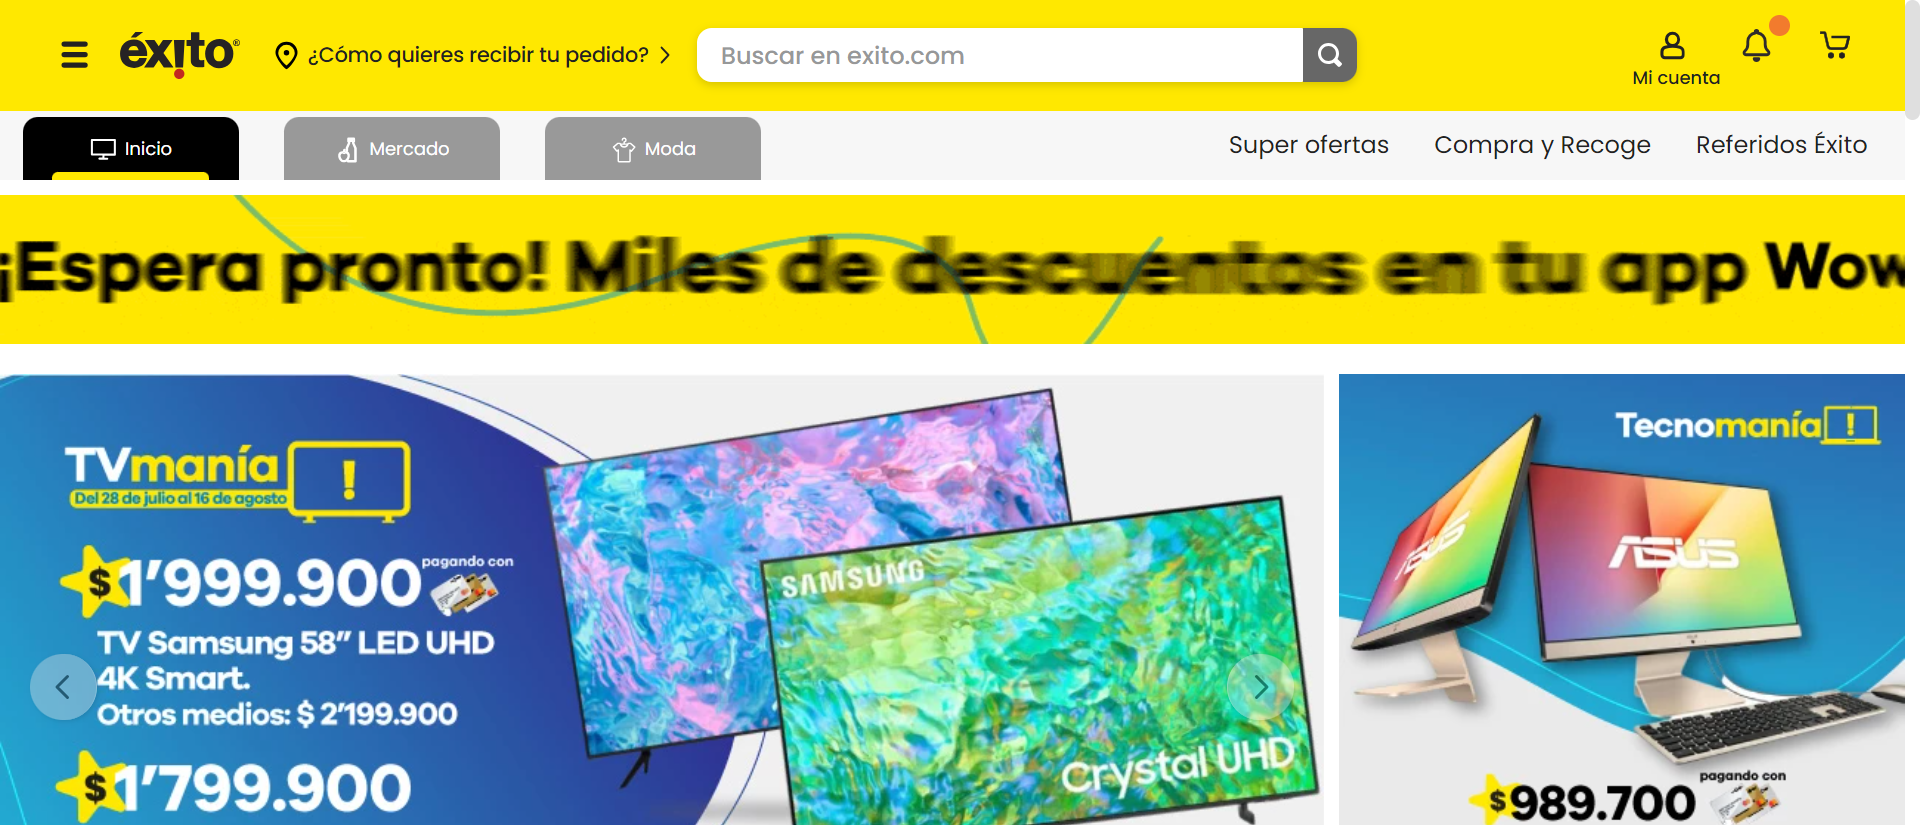 éxito®
¿Cómo quieres recibir tu pedido?
Buscar en exito.com
Mi cuenta
Inicio
Mercado
Moda
Super ofertas
Compra y Recoge
Referidos Éxito
¡Espera pronto! Miles de descuentos en tu app Wow
TVmanía !
Del 28 de julio al 16 de agosto
$1'999.900 pagando con
TV Samsung 58" LED UHD
4K Smart.
Otros medios: $ 2'199.900
$1'799.900
SAMSUNG
Crystal UHD
Tecnomanía !
ASUS
ASUS
pagando con
$989.700